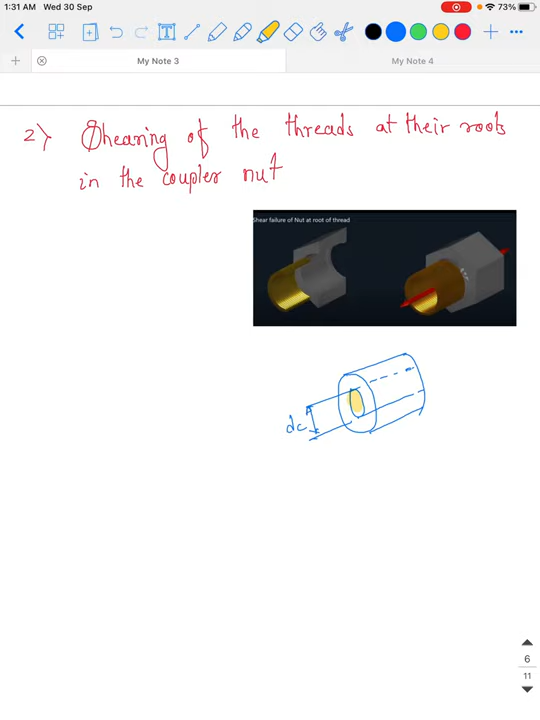 1:31 AM Wed 30 Sep
73%
My Note 3
My Note 4
2) Shearing of the threads at their roots
in the coupler nut
Shear failure of Nut at root of thread
dc
6
11